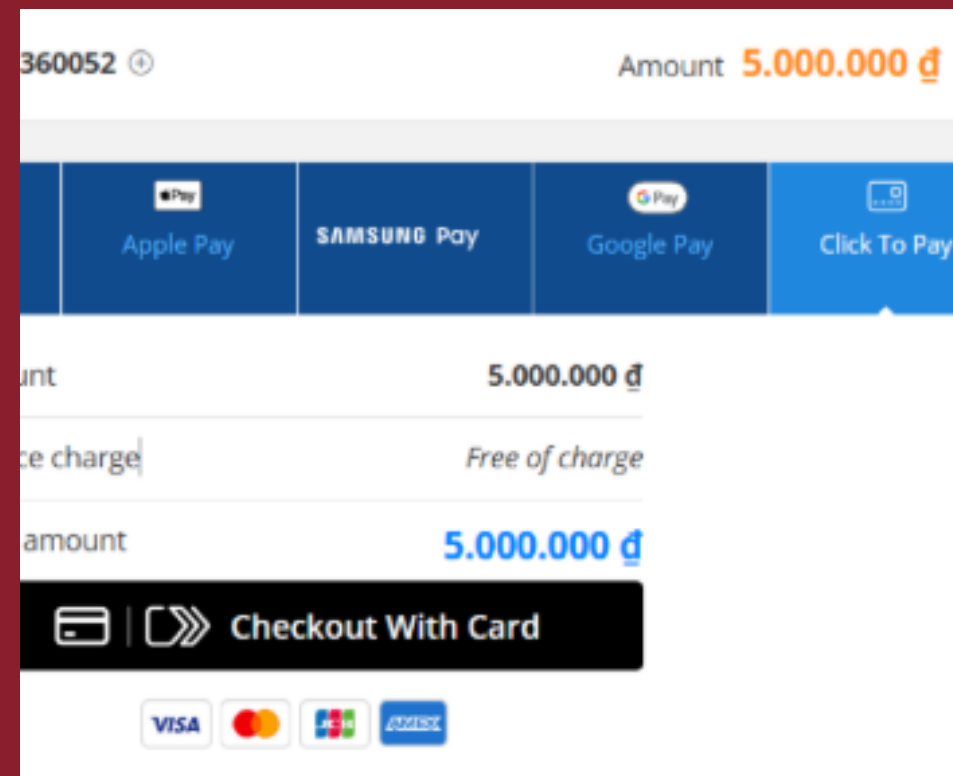 360052
Amount 5.000.000 ₫
Pay
Apple Pay
SAMSUNG Pay
G Pay
Google Pay
Click To Pay
unt
5.000.000 ₫
ce charge
Free of charge
amount
5.000.000 ₫
Checkout With Card
VISA
JCB
AMEX